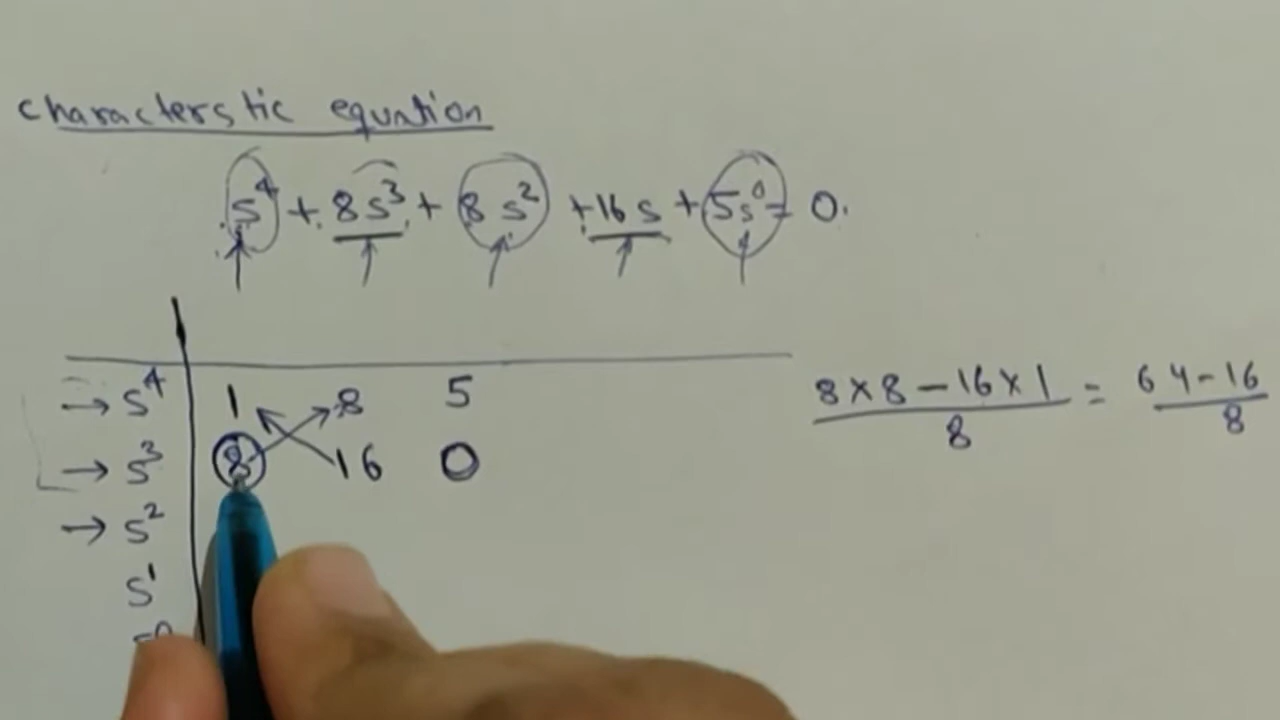 characterstic equation
s⁴ + 8s³ + 8s² + 16s + 5s⁰ = 0.
→ s⁴ 1 8 5
→ s³ 8 16 0
→ s²
s¹
8×8-16×1 / 8 = 64-16 / 8